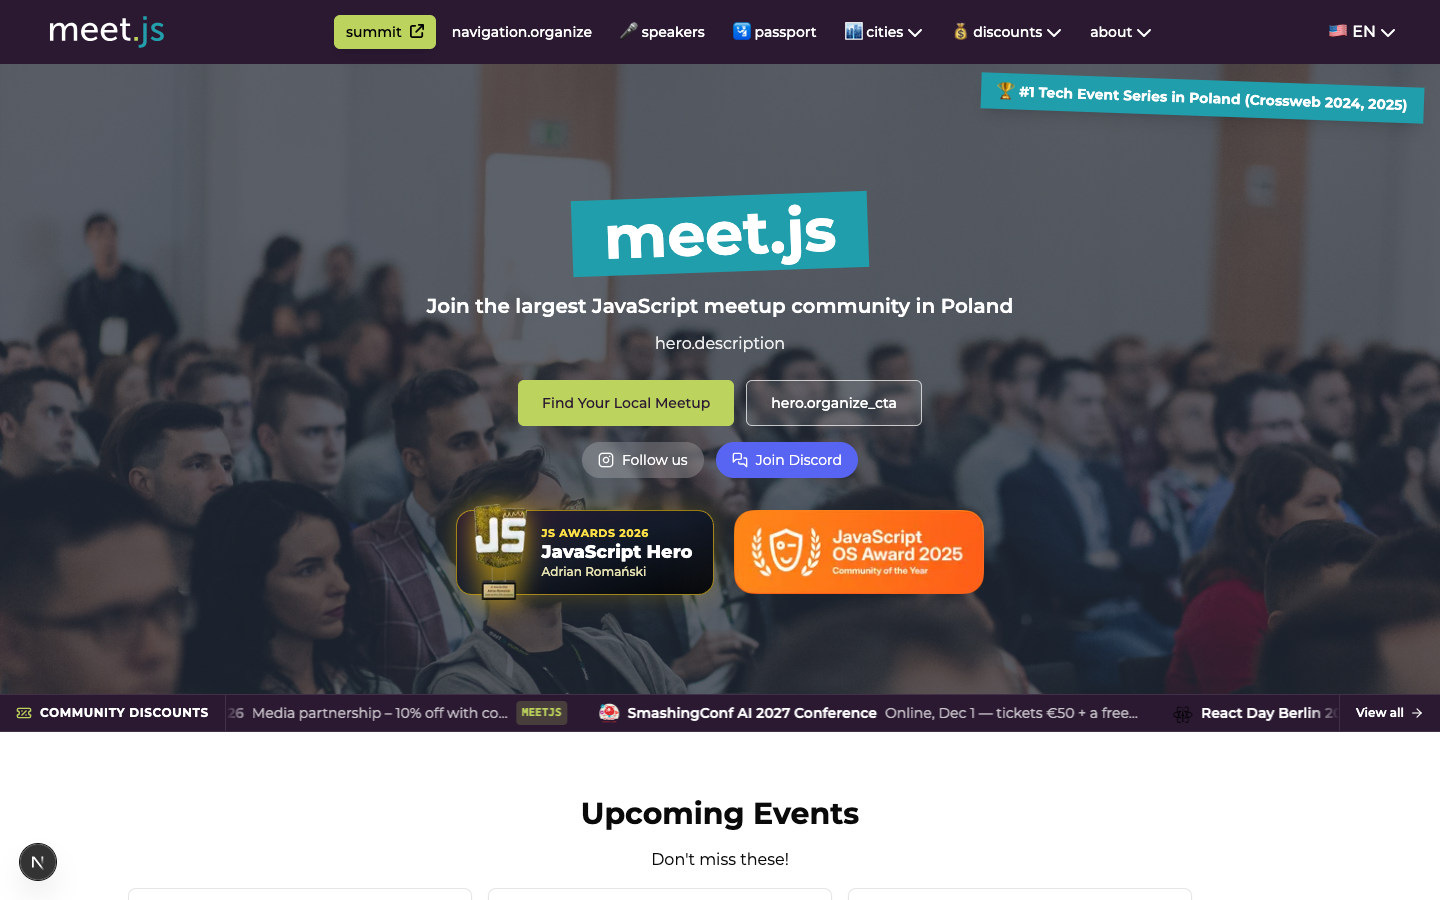 meet.js
summit
navigation.organize
speakers
passport
cities
discounts
about
EN
#1 Tech Event Series in Poland (Crossweb 2024, 2025)
meet.js
Join the largest JavaScript meetup community in Poland
hero.description
Find Your Local Meetup
hero.organize_cta
Follow us
Join Discord
JS
JS AWARDS 2026
JavaScript Hero
Adrian Romański
JavaScript
OS Award 2025
Community of the Year
COMMUNITY DISCOUNTS
26 Media partnership – 10% off with co... MEETJS
SmashingConf AI 2027 Conference Online, Dec 1 — tickets €50 + a free...
React Day Berlin 20
View all
Upcoming Events
Don't miss these!
N